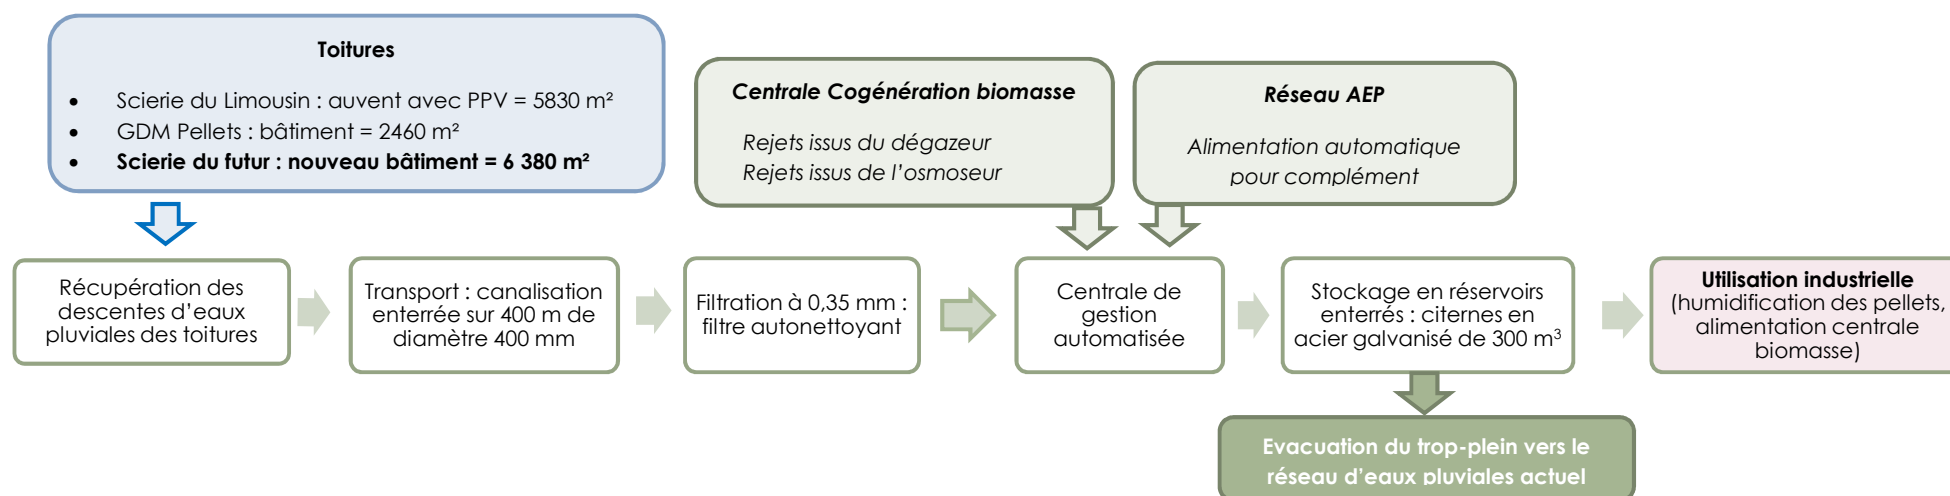 Toitures
• Scierie du Limousin : auvent avec PPV = 5830 m²
• GDM Pellets : bâtiment = 2460 m²
• Scierie du futur : nouveau bâtiment = 6 380 m²
Centrale Cogénération biomasse
Rejets issus du dégazeur
Rejets issus de l'osmoseur
Réseau AEP
Alimentation automatique
pour complément
Récupération des
descentes d'eaux
pluviales des toitures
Transport : canalisation
enterrée sur 400 m de
diamètre 400 mm
Filtration à 0,35 mm :
filtre autonettoyant
Centrale de
gestion
automatisée
Stockage en réservoirs
enterrés : citernes en
acier galvanisé de 300 m³
Utilisation industrielle
(humidification des pellets,
alimentation centrale
biomasse)
Evacuation du trop-plein vers le
réseau d'eaux pluviales actuel